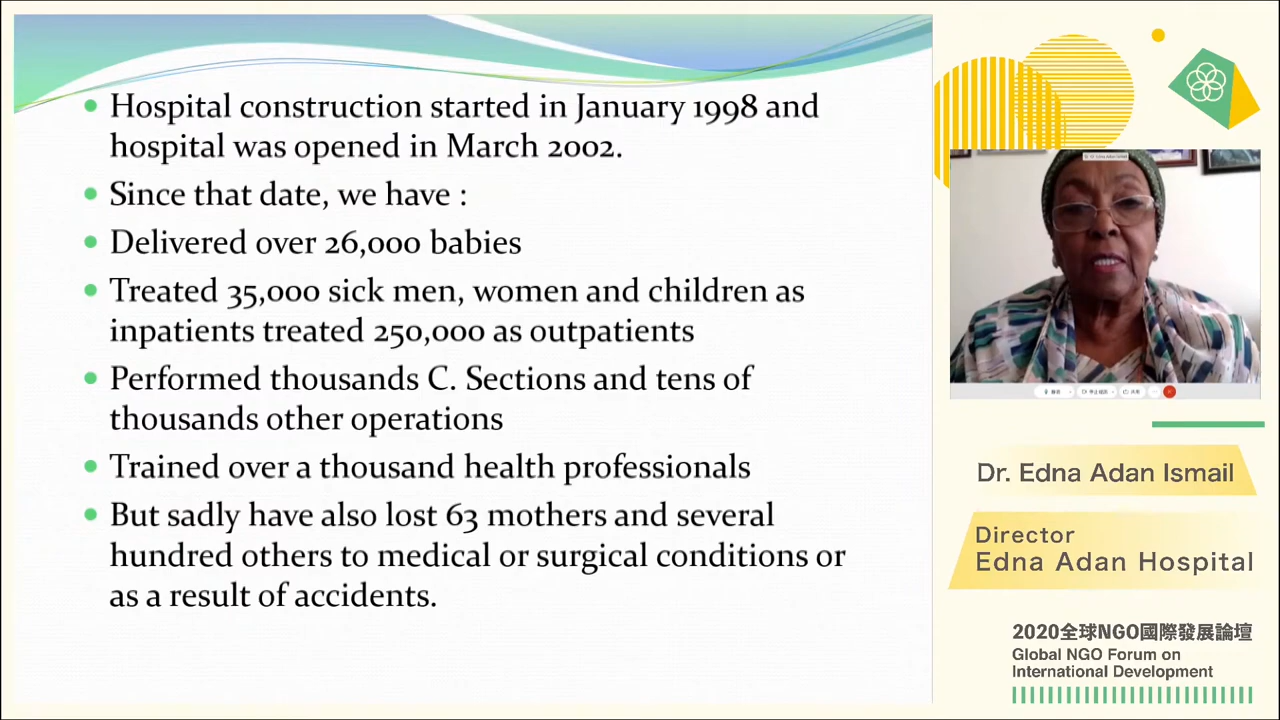 Hospital construction started in January 1998 and
hospital was opened in March 2002.
Since that date, we have :
Delivered over 26,000 babies
Treated 35,000 sick men, women and children as
inpatients treated 250,000 as outpatients
Performed thousands C. Sections and tens of
thousands other operations
Trained over a thousand health professionals
But sadly have also lost 63 mothers and several
hundred others to medical or surgical conditions or
as a result of accidents.
Dr. Edna Adan Ismail
Dr. Edna Adan Ismail
Director
Edna Adan Hospital
2020全球NGO國際發展論壇
Global NGO Forum on
International Development